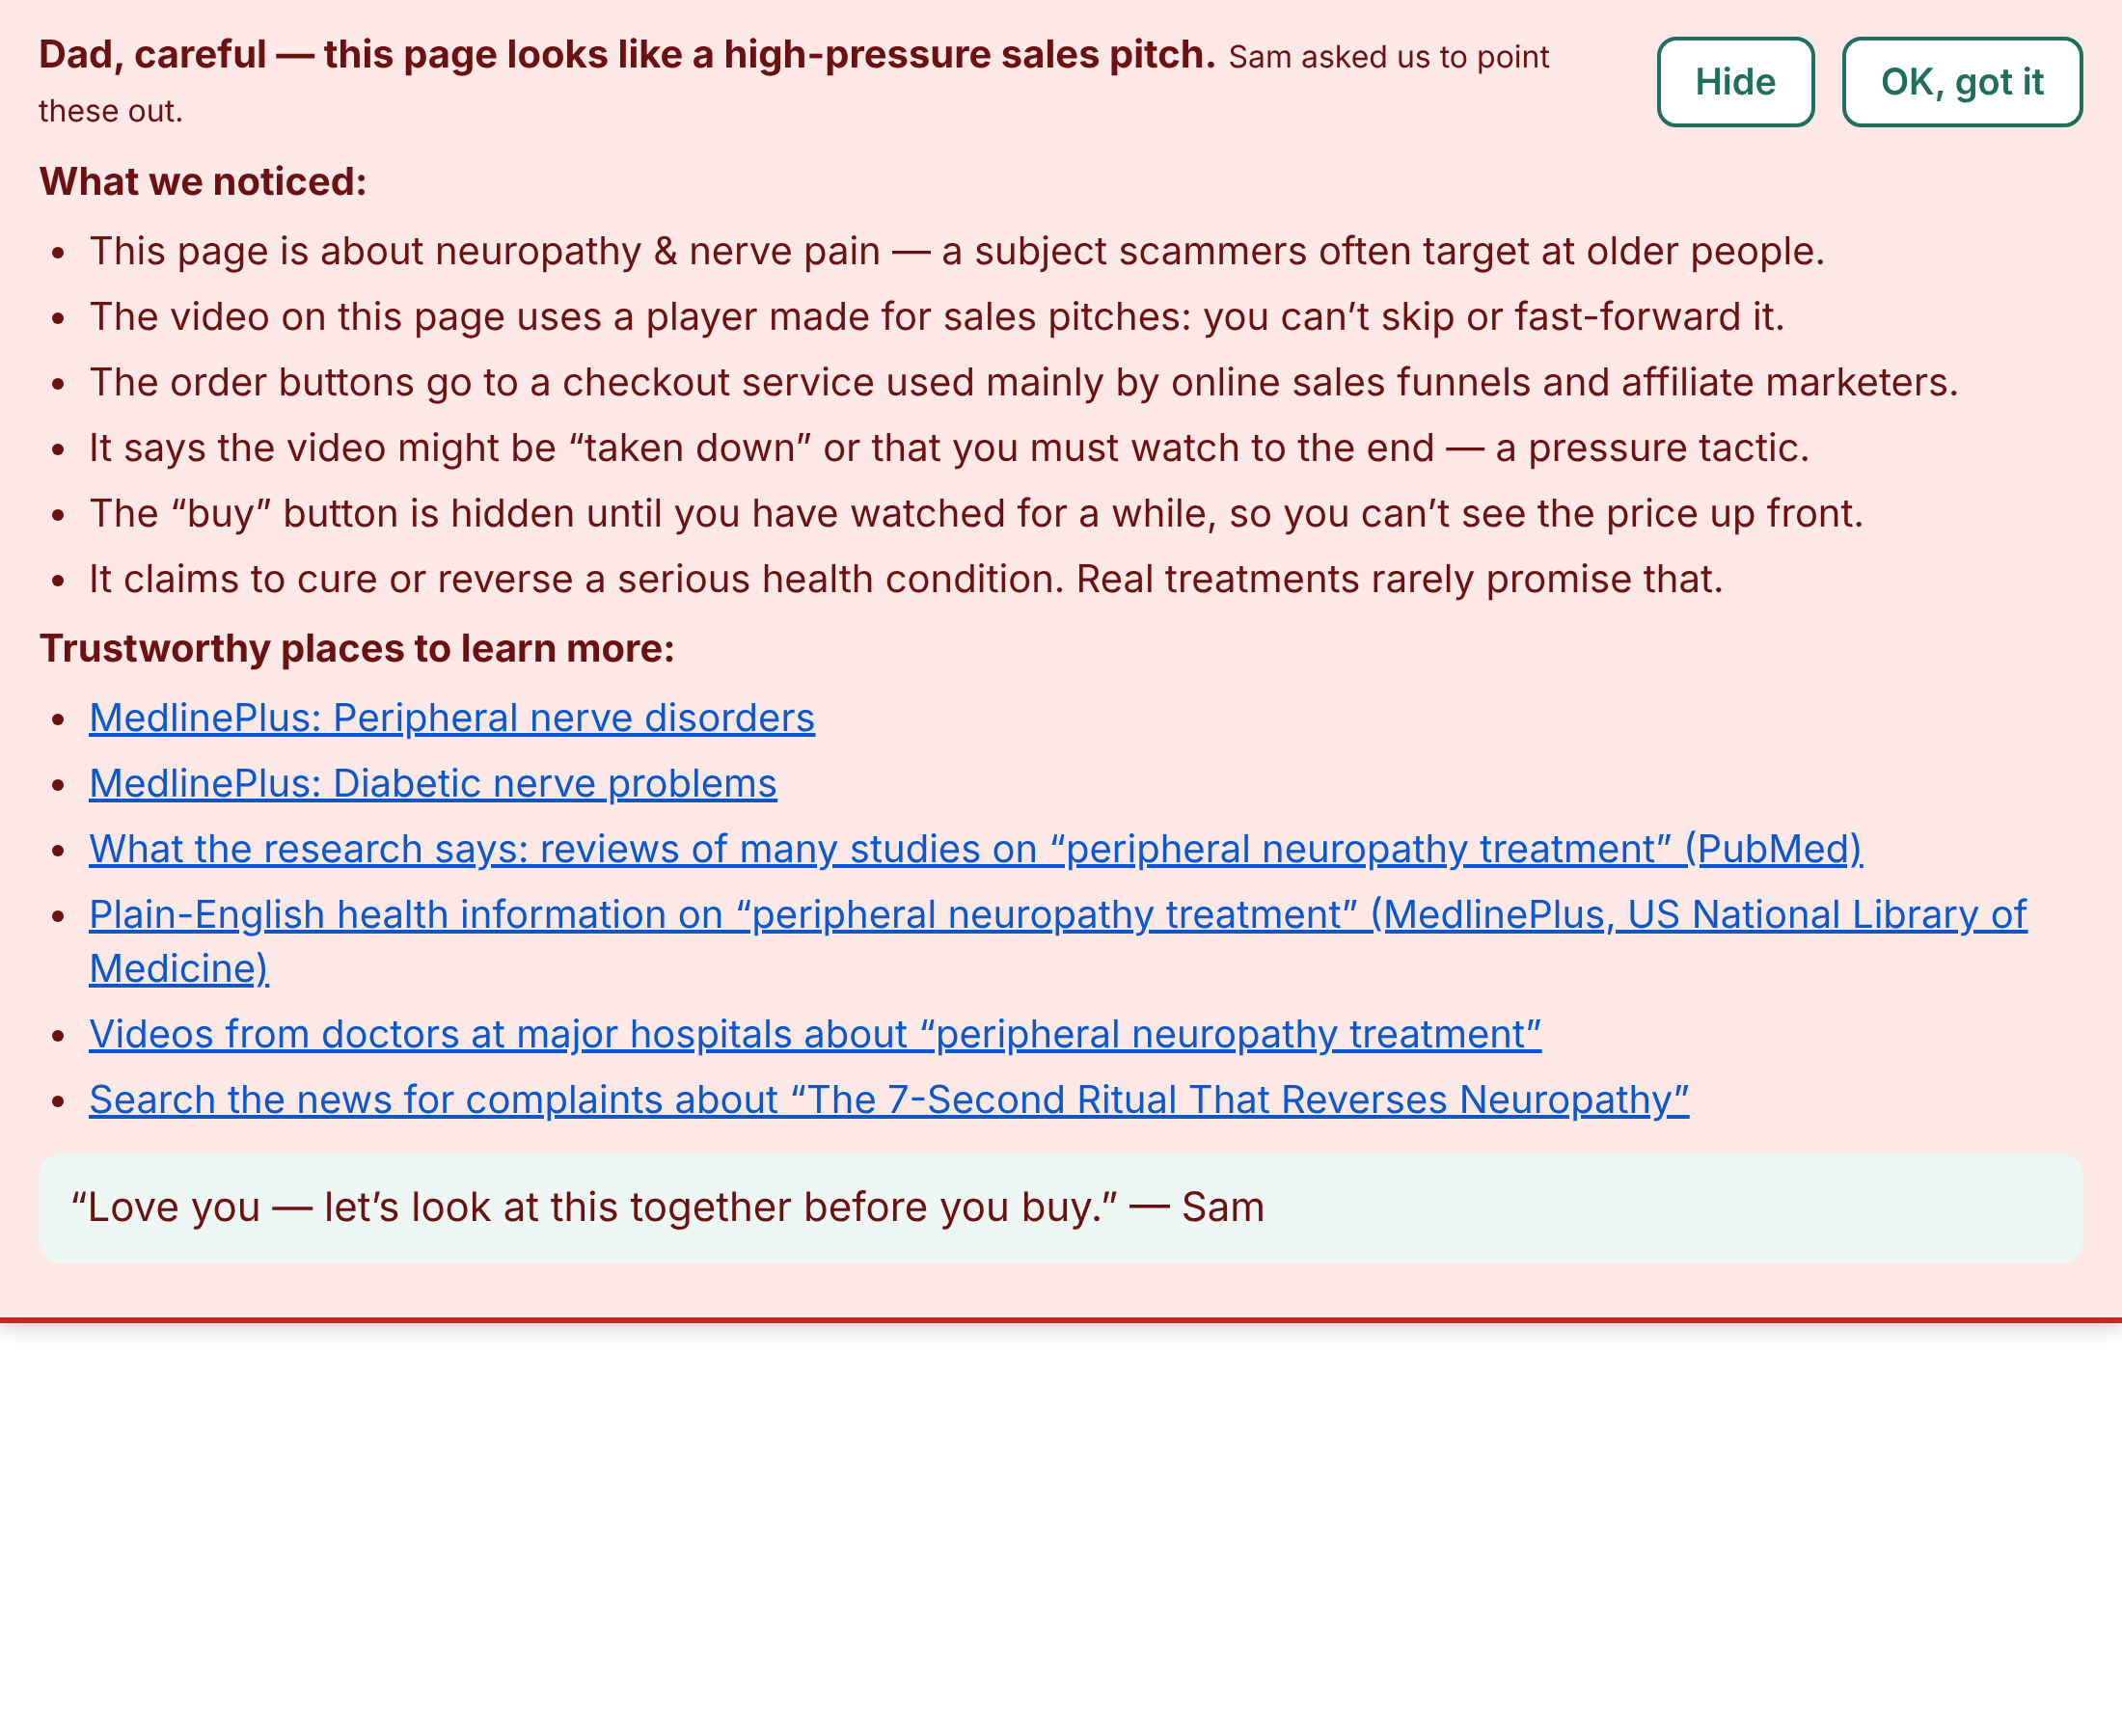 Dad, careful — this page looks like a high-pressure sales pitch. Sam asked us to point
these out.
Hide
OK, got it
What we noticed:
• This page is about neuropathy & nerve pain — a subject scammers often target at older people.
• The video on this page uses a player made for sales pitches: you can’t skip or fast-forward it.
• The order buttons go to a checkout service used mainly by online sales funnels and affiliate marketers.
• It says the video might be “taken down” or that you must watch to the end — a pressure tactic.
• The “buy” button is hidden until you have watched for a while, so you can’t see the price up front.
• It claims to cure or reverse a serious health condition. Real treatments rarely promise that.
Trustworthy places to learn more:
• MedlinePlus: Peripheral nerve disorders
• MedlinePlus: Diabetic nerve problems
• What the research says: reviews of many studies on “peripheral neuropathy treatment” (PubMed)
• Plain-English health information on “peripheral neuropathy treatment” (MedlinePlus, US National Library of
Medicine)
• Videos from doctors at major hospitals about “peripheral neuropathy treatment”
• Search the news for complaints about “The 7-Second Ritual That Reverses Neuropathy”
“Love you — let’s look at this together before you buy.” — Sam